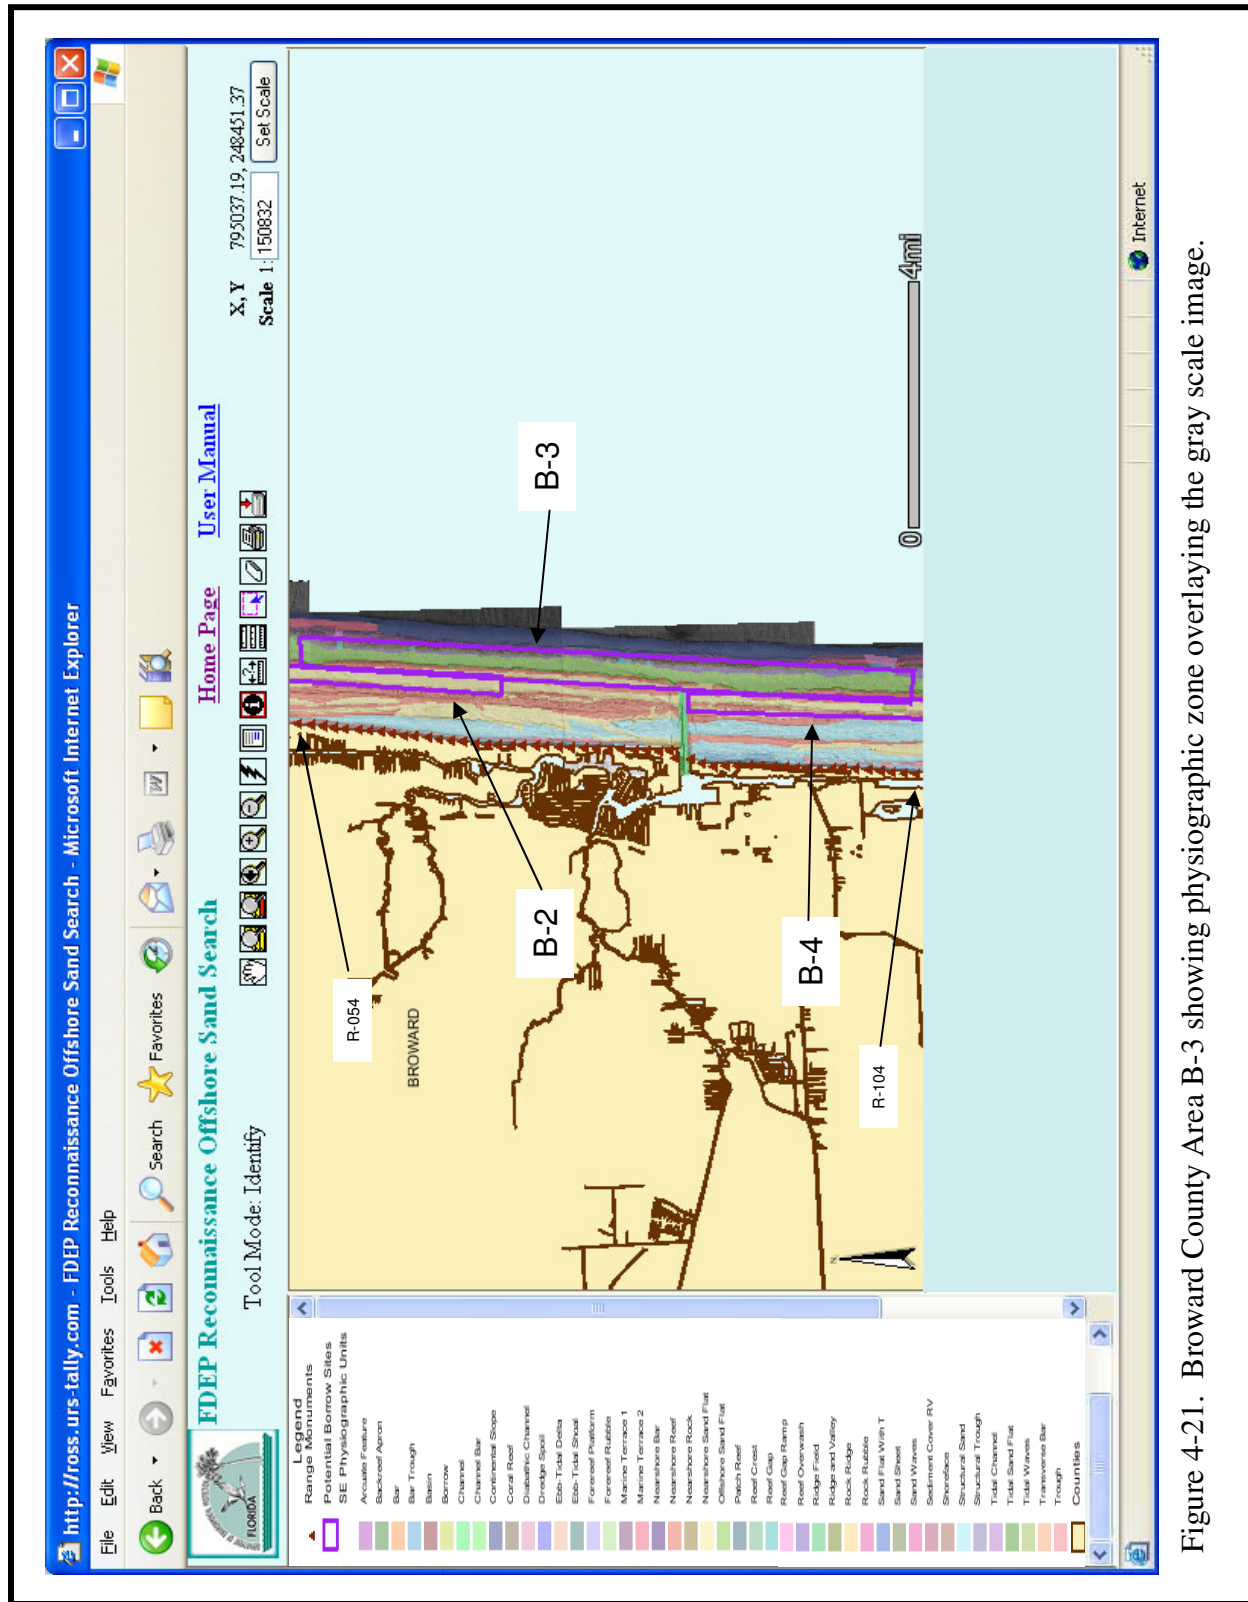 http://ross.urs-tally.com - FDEP Reconnaissance Offshore Sand Search - Microsoft Internet Explorer
File Edit View Favorites Tools Help
Back Search Favorites
FLORIDA
FDEP Reconnaissance Offshore Sand Search
Home Page
User Manual
X, Y 795037.19, 248451.37
Tool Mode: Identify
Scale 1: 150832 Set Scale
Legend
Range Monuments
Potential Borrow Sites
SE Physiographic Units
Arcuate Feature
Backreef Apron
Bar
Bar Trough
Basin
Borrow
Channel
Channel Bar
Continental Slope
Coral Reef
Diabathic Channel
Dredge Spoil
Ebb-Tidal Delta
Ebb-Tidal Shoal
Forereef Platform
Forereef Rubble
Marine Terrace 1
Marine Terrace 2
Nearshore Bar
Nearshore Reef
Nearshore Rock
Nearshore Sand Flat
Offshore Sand Flat
Patch Reef
Reef Crest
Reef Gap
Reef Gap Ramp
Reef Overwash
Ridge Field
Ridge and Valley
Rock Ridge
Rock Rubble
Sand Flat With T
Sand Sheet
Sand Waves
Sediment Cover RV
Shoreface
Structural Sand
Structural Trough
Tidal Channel
Tidal Sand Flat
Tidal Waves
Transverse Bar
Trough
Counties
R-054
BROWARD
B-2
B-3
B-4
R-104
N
0 4mi
Internet
Figure 4-21. Broward County Area B-3 showing physiographic zone overlaying the gray scale image.